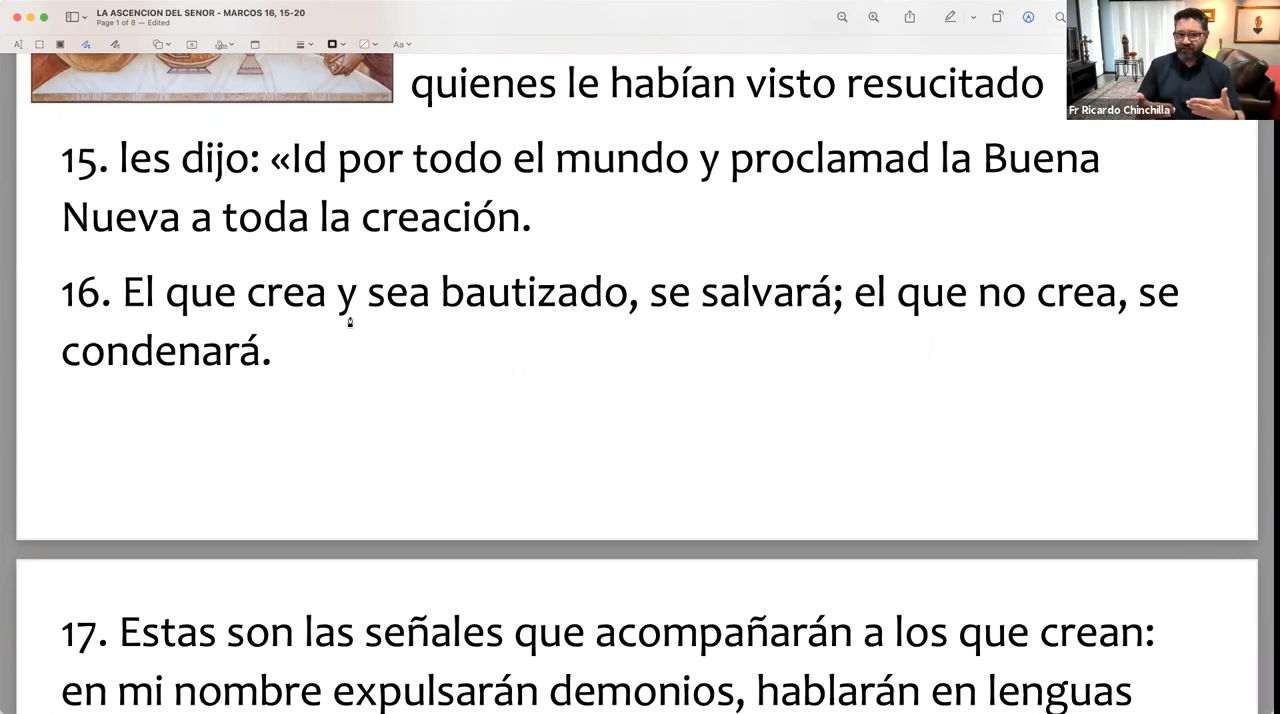 LA ASCENCION DEL SENOR - MARCOS 16, 15-20
Page 1 of 8 — Edited
Aa
Fr Ricardo Chinchilla
quienes le habían visto resucitado
15. les dijo: «Id por todo el mundo y proclamad la Buena
Nueva a toda la creación.
16. El que crea y sea bautizado, se salvará; el que no crea, se
condenará.
17. Estas son las señales que acompañarán a los que crean:
en mi nombre expulsarán demonios, hablarán en lenguas